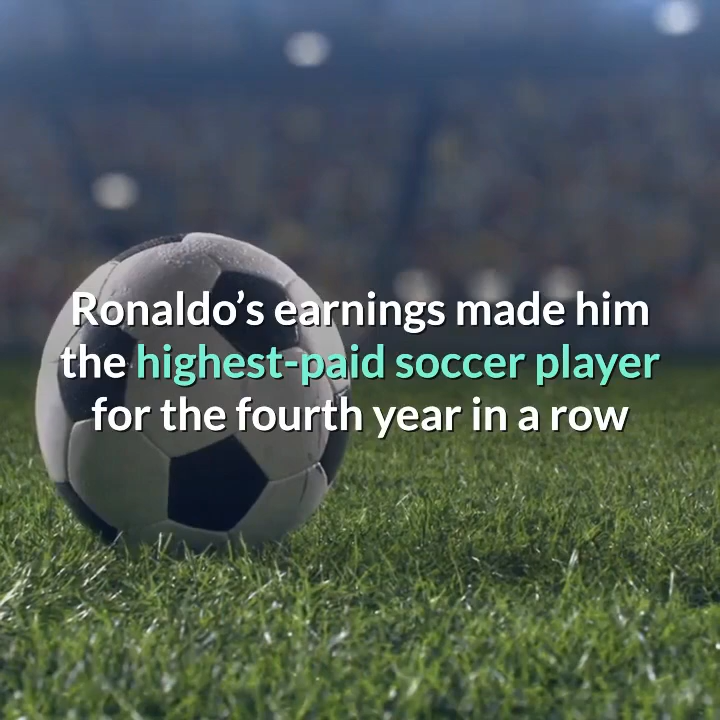 Ronaldo’s earnings made him
the highest-paid soccer player
for the fourth year in a row